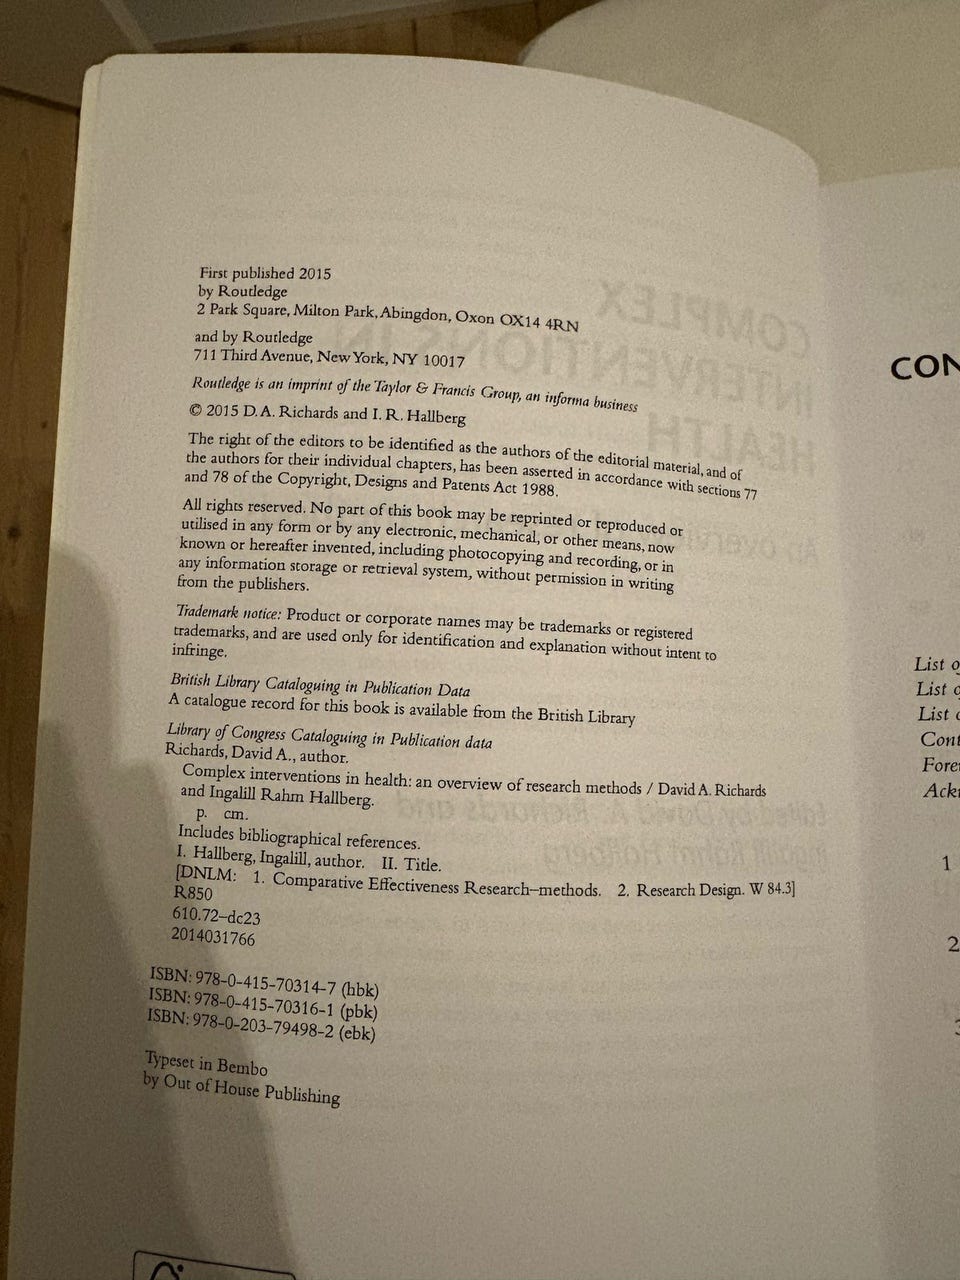 First published 2015
by Routledge
2 Park Square, Milton Park, Abingdon, Oxon OX14 4RN
and by Routledge
711 Third Avenue, New York, NY 10017
Routledge is an imprint of the Taylor & Francis Group, an informa business
© 2015 D. A. Richards and I. R. Hallberg
The right of the editors to be identified as the authors of the editorial material, and of
the authors for their individual chapters, has been asserted in accordance with sections 77
and 78 of the Copyright, Designs and Patents Act 1988.
All rights reserved. No part of this book may be reprinted or reproduced or
utilised in any form or by any electronic, mechanical, or other means, now
known or hereafter invented, including photocopying and recording, or in
any information storage or retrieval system, without permission in writing
from the publishers.
Trademark notice: Product or corporate names may be trademarks or registered
trademarks, and are used only for identification and explanation without intent to
infringe.
British Library Cataloguing in Publication Data
A catalogue record for this book is available from the British Library
Library of Congress Cataloguing in Publication data
Richards, David A., author.
Complex interventions in health: an overview of research methods / David A. Richards
and Ingalill Rahm Hallberg.
p. cm.
Includes bibliographical references.
I. Hallberg, Ingalill, author. II. Title.
[DNLM: 1. Comparative Effectiveness Research–methods. 2. Research Design. W 84.3]
R850
610.72–dc23
2014031766
ISBN: 978-0-415-70314-7 (hbk)
ISBN: 978-0-415-70316-1 (pbk)
ISBN: 978-0-203-79498-2 (ebk)
Typeset in Bembo
by Out of House Publishing
CON
List o
List o
List o
Cont
Fore
Ack
1
2
3